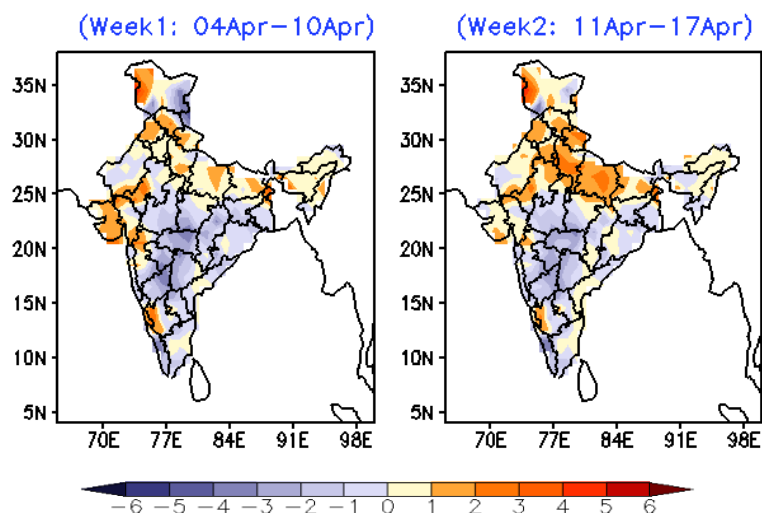 (Week1: 04Apr-10Apr) (Week2: 11Apr-17Apr)
35N 35N
30N 30N
25N 25N
20N 20N
15N 15N
10N 10N
5N 5N
70E 77E 84E 91E 98E 70E 77E 84E 91E 98E
-6 -5 -4 -3 -2 -1 0 1 2 3 4 5 6